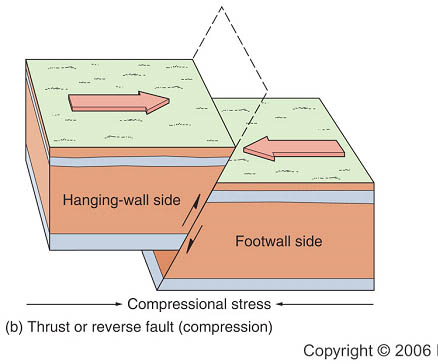 Hanging-wall side
Footwall side
Compressional stress
(b) Thrust or reverse fault (compression)
Copyright © 2006